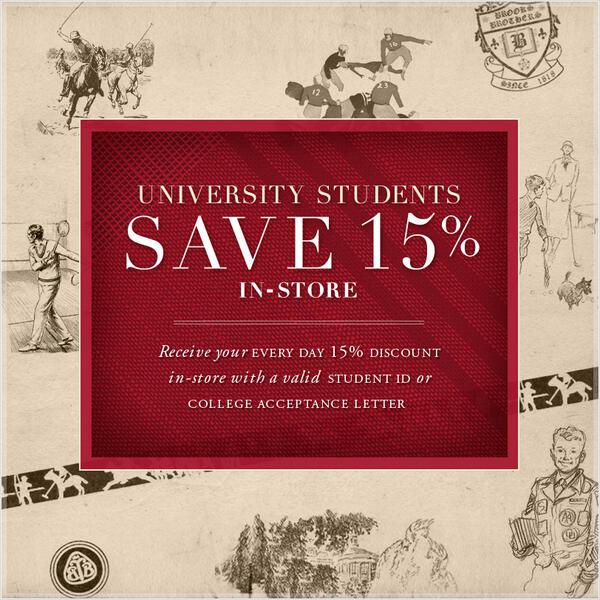 BROOKS
BROTHERS
B
SINCE 1818
12
23
UNIVERSITY STUDENTS
SAVE 15%
IN-STORE
Receive your EVERY DAY 15% DISCOUNT
in-store with a valid STUDENT ID or
COLLEGE ACCEPTANCE LETTER